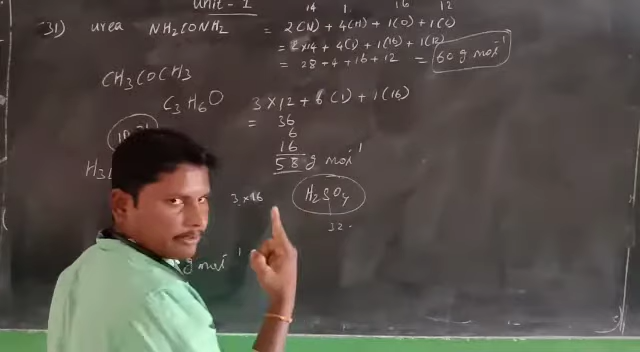 Unit - 1
14 1 16 12
31) urea NH2CONH2 = 2(N) + 4(H) + 1(O) + 1(C)
= 2×14 + 4(1) + 1(16) + 1(12)
= 28 + 4 + 16 + 12 = 60 g mol⁻¹
CH3COCH3
C3H6O 3×12 + 6(1) + 1(16)
= 36
6
16
58 g mol⁻¹
3×16 H2SO4
32
g mol⁻¹